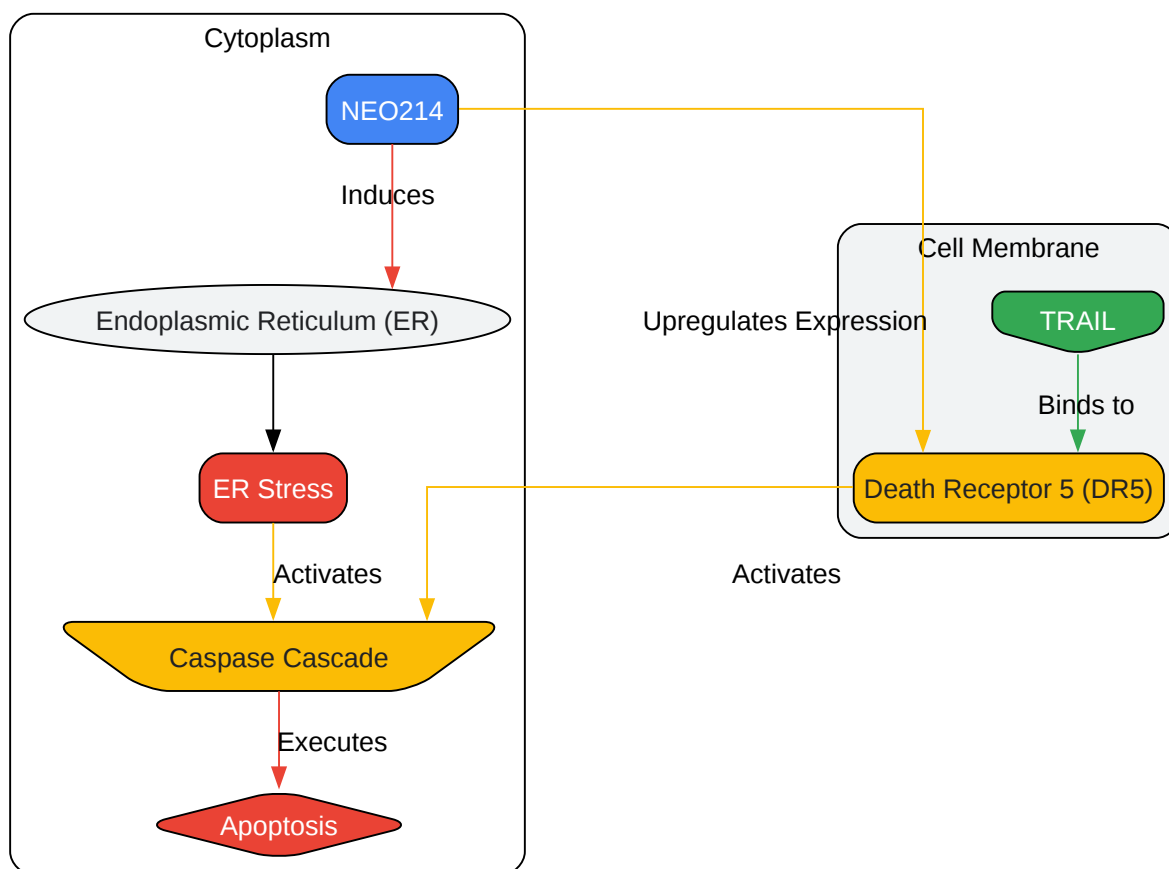 Cytoplasm
NEO214
Induces
Cell Membrane
Endoplasmic Reticulum (ER)
Upregulates Expression
TRAIL
Binds to
ER Stress
Death Receptor 5 (DR5)
Activates
Activates
Caspase Cascade
Executes
Apoptosis